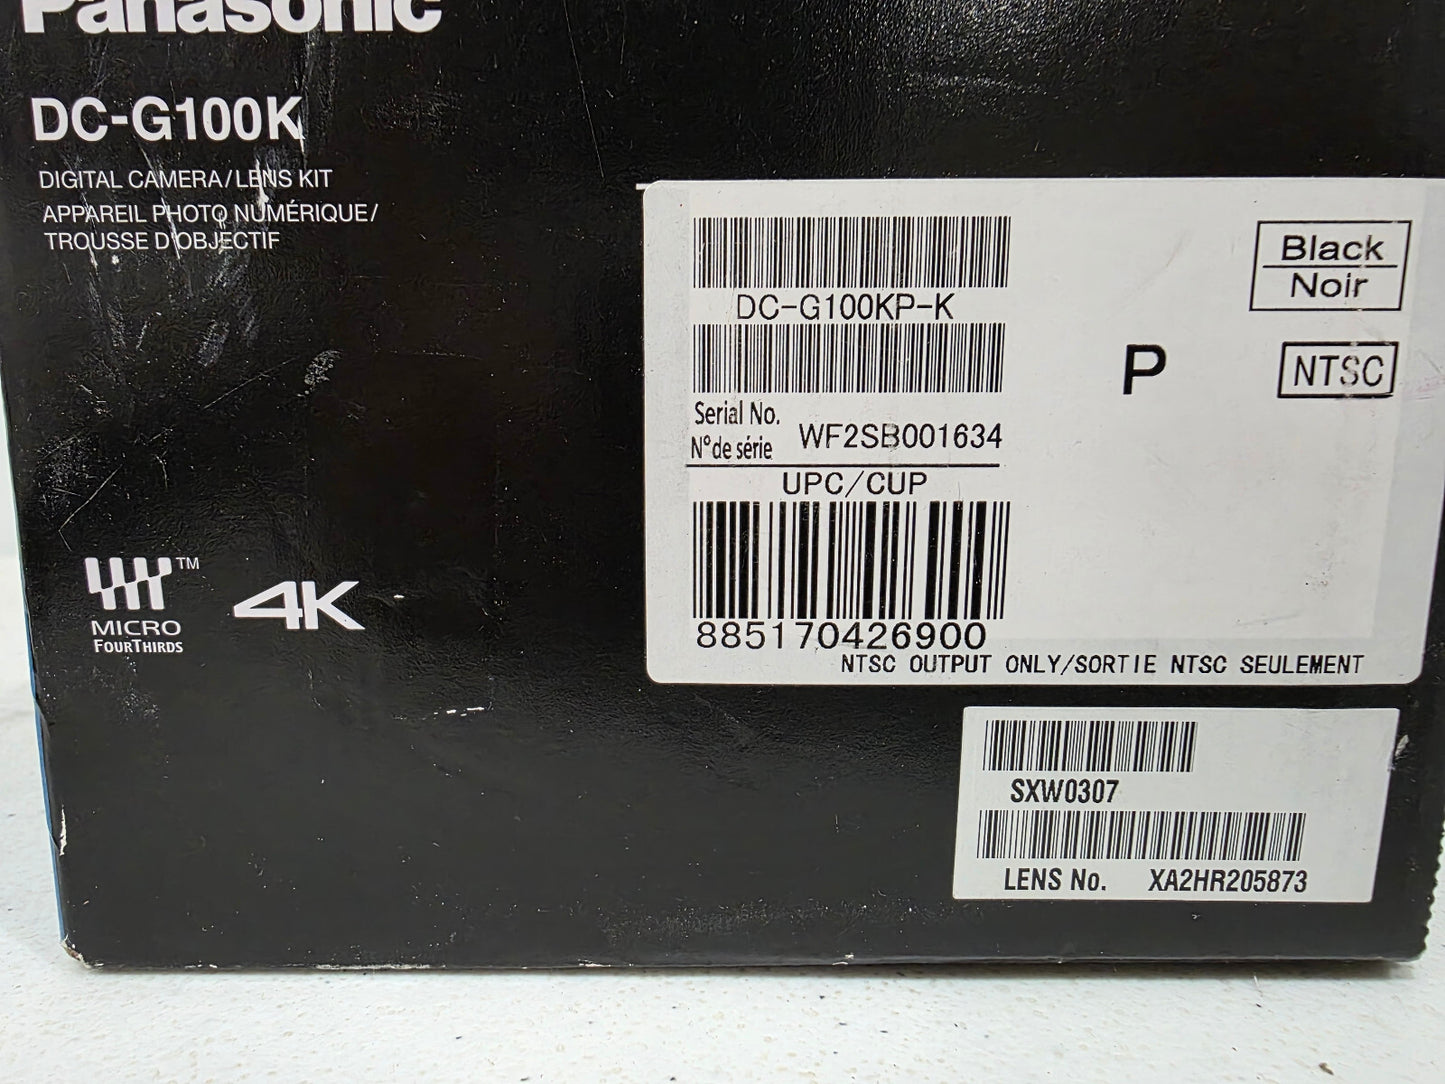 Panasonic
DC-G100K
DIGITAL CAMERA/LENS KIT
APPAREIL PHOTO NUMÉRIQUE/
TROUSSE D'OBJECTIF
MICRO
FOURTHIRDS
TM
4K
DC-G100KP-K
Serial No.
N° de série WF2SB001634
UPC/CUP
885170426900
Black
Noir
P
NTSC
NTSC OUTPUT ONLY/SORTIE NTSC SEULEMENT
SXW0307
LENS No. XA2HR205873